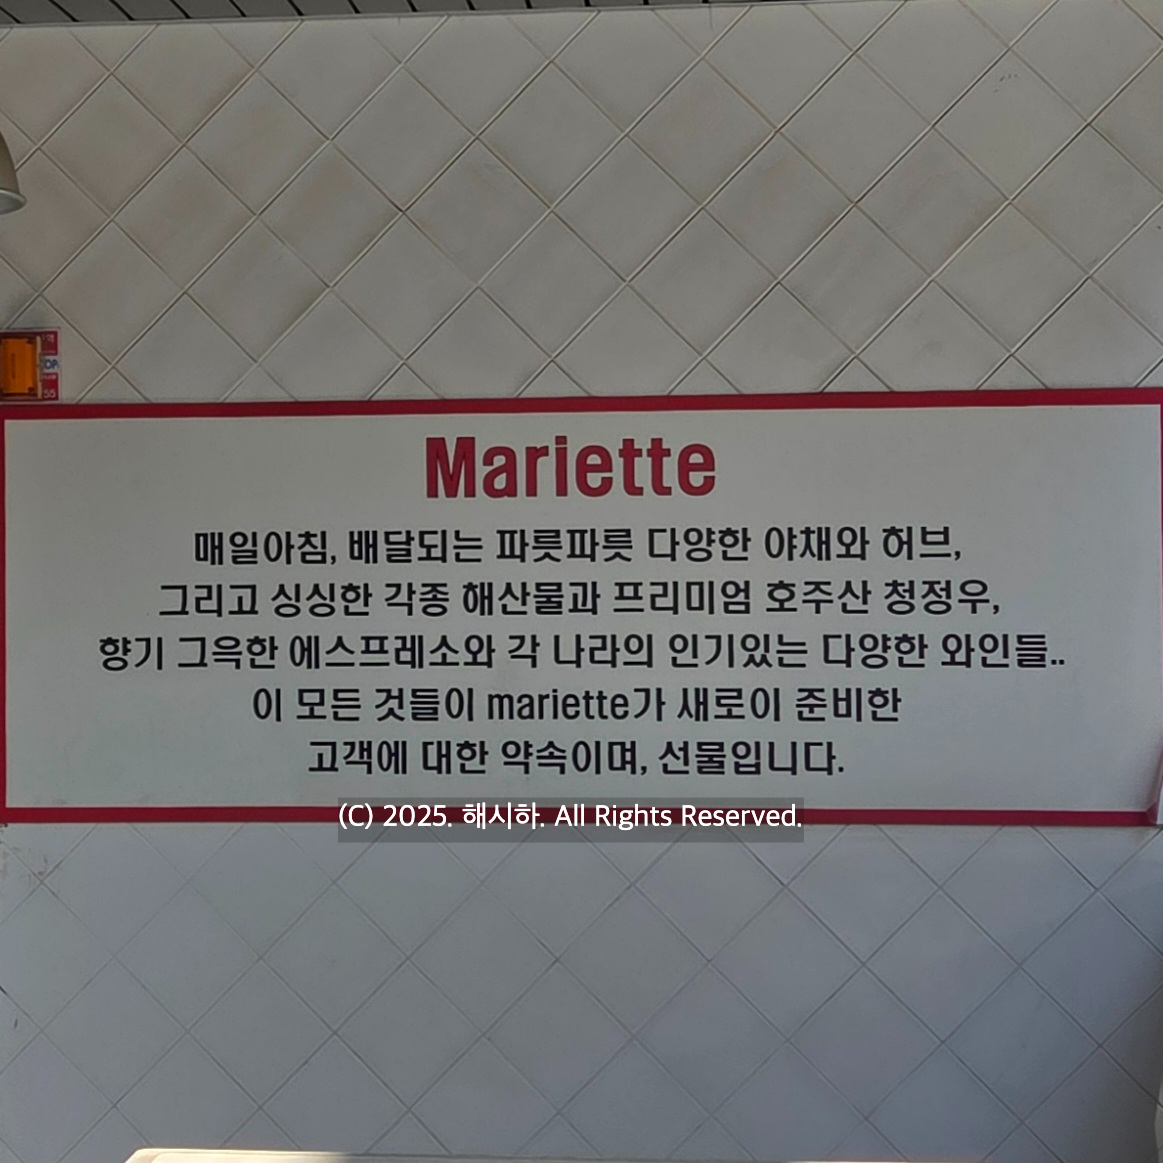 Mariette
매일아침, 배달되는 파릇파릇 다양한 야채와 허브,
그리고 싱싱한 각종 해산물과 프리미엄 호주산 청정우,
향기 그윽한 에스프레소와 각 나라의 인기있는 다양한 와인들..
이 모든 것들이 mariette가 새로이 준비한
고객에 대한 약속이며, 선물입니다.
(C) 2025. 해시하. All Rights Reserved.